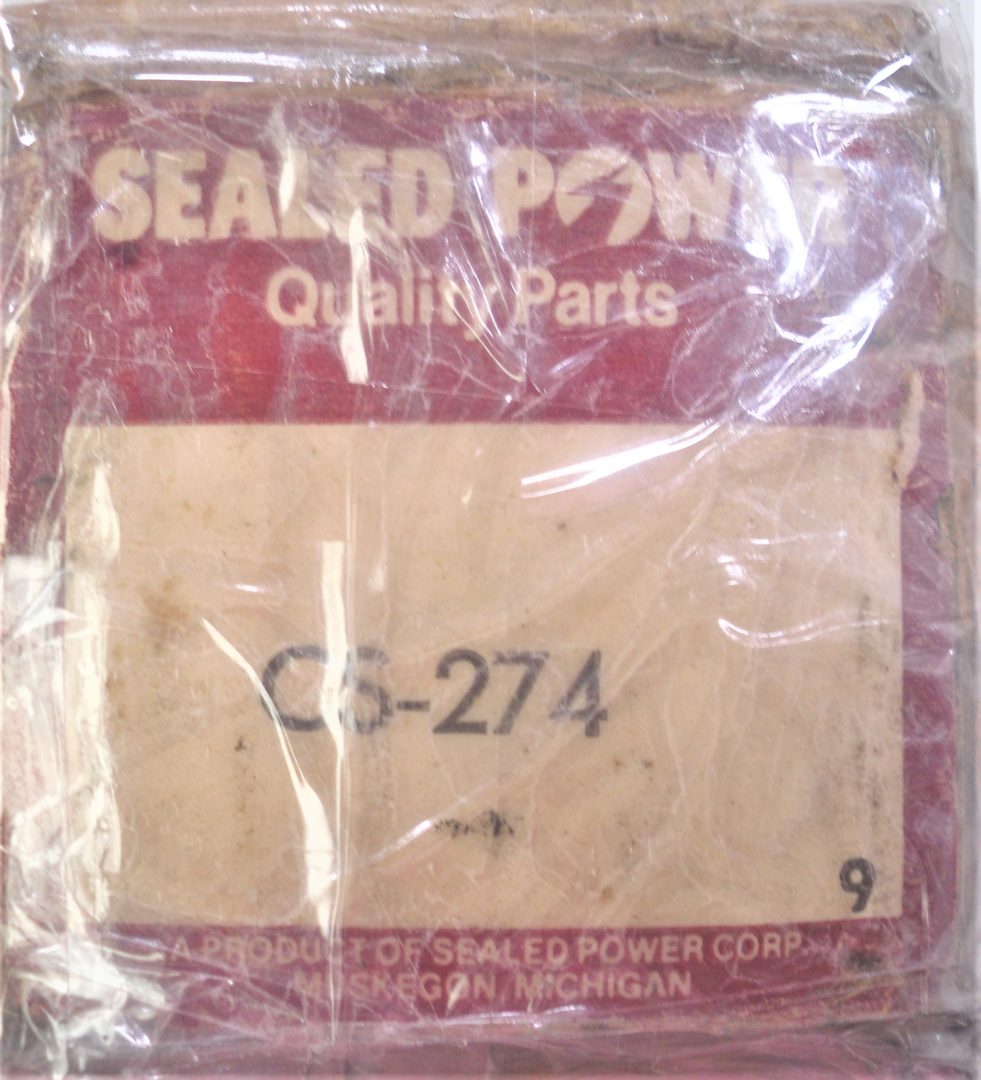 SEALED POWER
Quality Parts
CS-274
9
A PRODUCT OF SEALED POWER CORP.
MUSKEGON, MICHIGAN